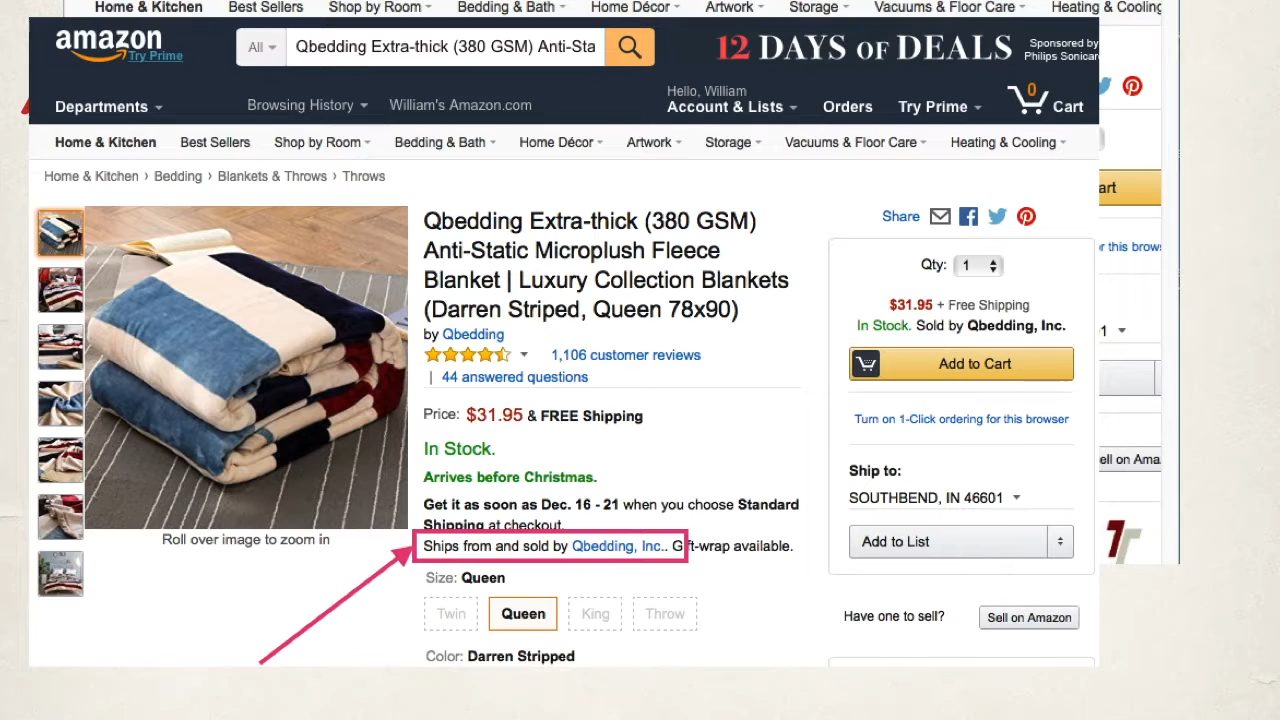 Home & Kitchen Best Sellers Shop by Room Bedding & Bath Home Décor Artwork Storage Vacuums & Floor Care Heating & Cooling
amazon
Try Prime
All
Qbedding Extra-thick (380 GSM) Anti-Sta
12 DAYS OF DEALS
Sponsored by
Philips Sonicare
Departments
Browsing History
William's Amazon.com
Hello, William
Account & Lists
Orders
Try Prime
0
Cart
Home & Kitchen Best Sellers Shop by Room Bedding & Bath Home Décor Artwork Storage Vacuums & Floor Care Heating & Cooling
Home & Kitchen › Bedding › Blankets & Throws › Throws
Qbedding Extra-thick (380 GSM)
Anti-Static Microplush Fleece
Blanket | Luxury Collection Blankets
(Darren Striped, Queen 78x90)
by Qbedding
1,106 customer reviews
| 44 answered questions
Price: $31.95 & FREE Shipping
In Stock.
Arrives before Christmas.
Get it as soon as Dec. 16 - 21 when you choose Standard
Shipping at checkout.
Ships from and sold by Qbedding, Inc.. Gift-wrap available.
Size: Queen
Twin Queen King Throw
Color: Darren Stripped
Roll over image to zoom in
Share
Qty: 1
$31.95 + Free Shipping
In Stock. Sold by Qbedding, Inc.
Add to Cart
Turn on 1-Click ordering for this browser
Ship to:
SOUTHBEND, IN 46601
Add to List
Have one to sell?
Sell on Amazon
art
r this brows
1
ell on Ama